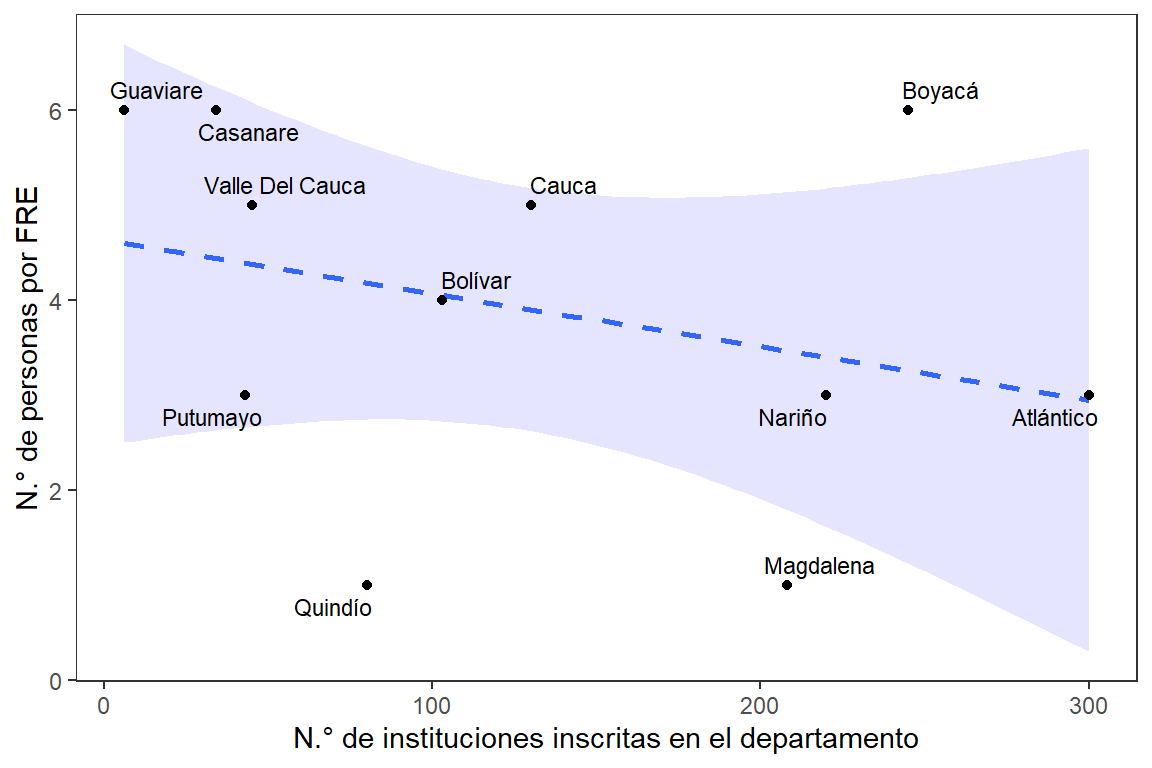 Guaviare
Boyacá
6
Casanare
Valle Del Cauca
Cauca
Bolívar
4
Putumayo
Nariño
Atlántico
2
Magdalena
Quindío
0
0 100 200 300
N.° de instituciones inscritas en el departamento
N.° de personas por FRE